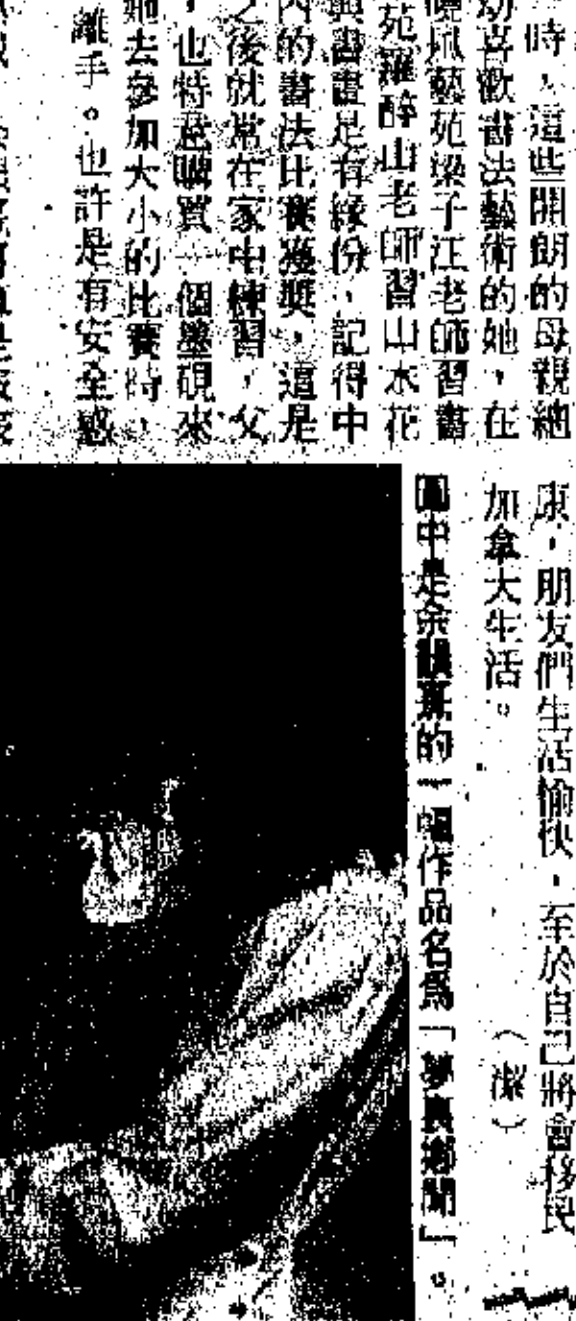 時，這些開朗的母親總
幼喜歡書法藝術的她，在
曉風藝苑梁子江老師習書
苑羅醉山老師習山水花
與書畫是有緣份，記得中
內的書法比賽獲獎，這是
之後就常在家中練習，父
，也特意購買一個墨硯來
她去參加大小的比賽時，
離手。也許是有安全感
康，朋友們生活愉快，至於自己將會移民
加拿大生活。（潔）
圖中是余的一幅作品名爲「夢與鄉間」。